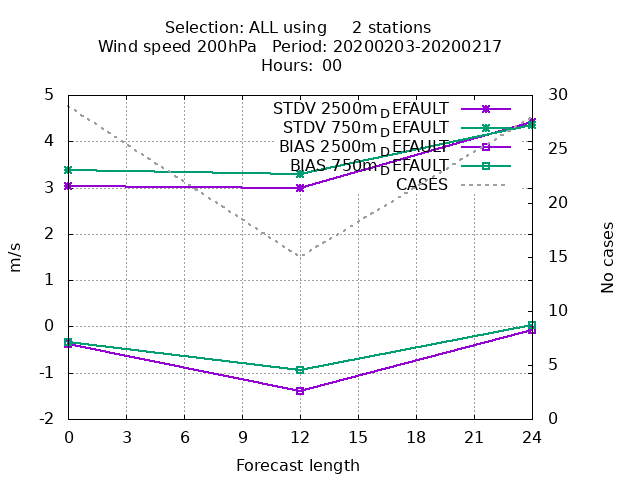 Selection: ALL using     2 stations
Wind speed 200hPa   Period: 20200203-20200217
Hours: 00
STDV 2500m_DEFAULT
STDV 750m_DEFAULT
BIAS 2500m_DEFAULT
BIAS 750m_DEFAULT
CASES
5
4
3
2
1
0
-1
-2
m/s
30
25
20
15
10
5
0
No cases
0 3 6 9 12 15 18 21 24
Forecast length